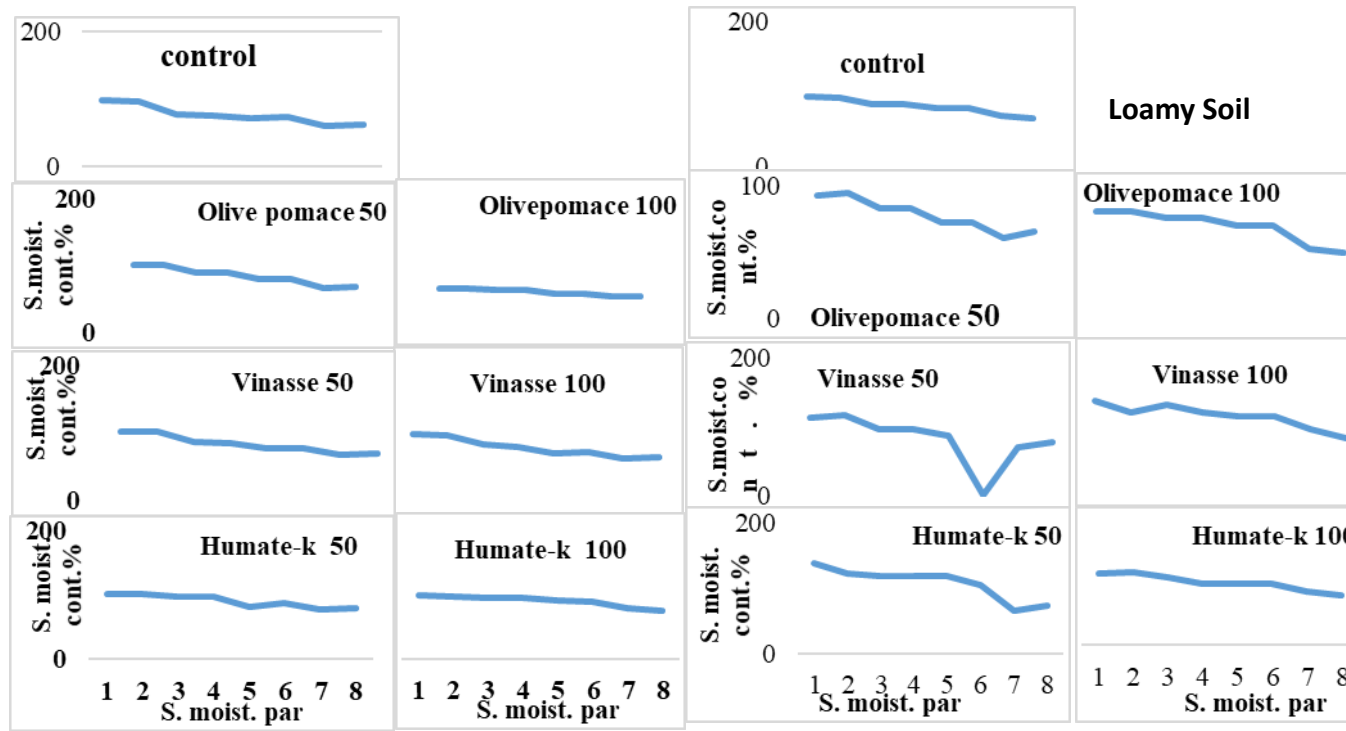 200
control
0
200
control
0
Loamy Soil
200
Olive pomace 50
S.moist.
cont.%
0
Olivepomace 100
100
S.moist.co
nt.%
0
Olivepomace 50
Olivepomace 100
200
Vinasse 50
S.moist.
cont.%
0
Vinasse 100
200
Vinasse 50
S.moist.co
n t . %
0
Vinasse 100
200
Humate-k 50
S. moist.
cont.%
0
1 2 3 4 5 6 7 8
S. moist. par
Humate-k 100
1 2 3 4 5 6 7 8
200
Humate-k 50
S. moist.
cont.%
0
1 2 3 4 5 6 7 8
S. moist. par
Humate-k 100
1 2 3 4 5 6 7 8